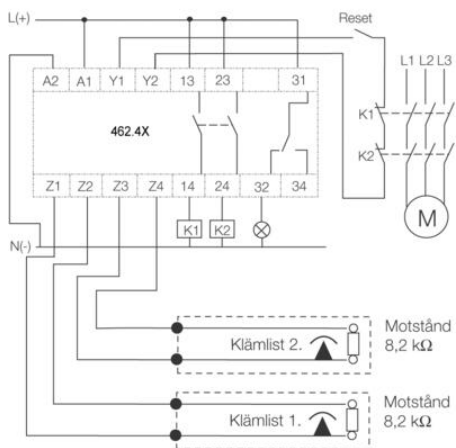 L(+)
Reset
L1 L2 L3
A2 A1 Y1 Y2 13 23 31
K1
462.4X
K2
Z1 Z2 Z3 Z4 14 24 32 34
M
K1 K2
N(-)
Klämlist 2.
Motstånd
8,2 kΩ
Klämlist 1.
Motstånd
8,2 kΩ